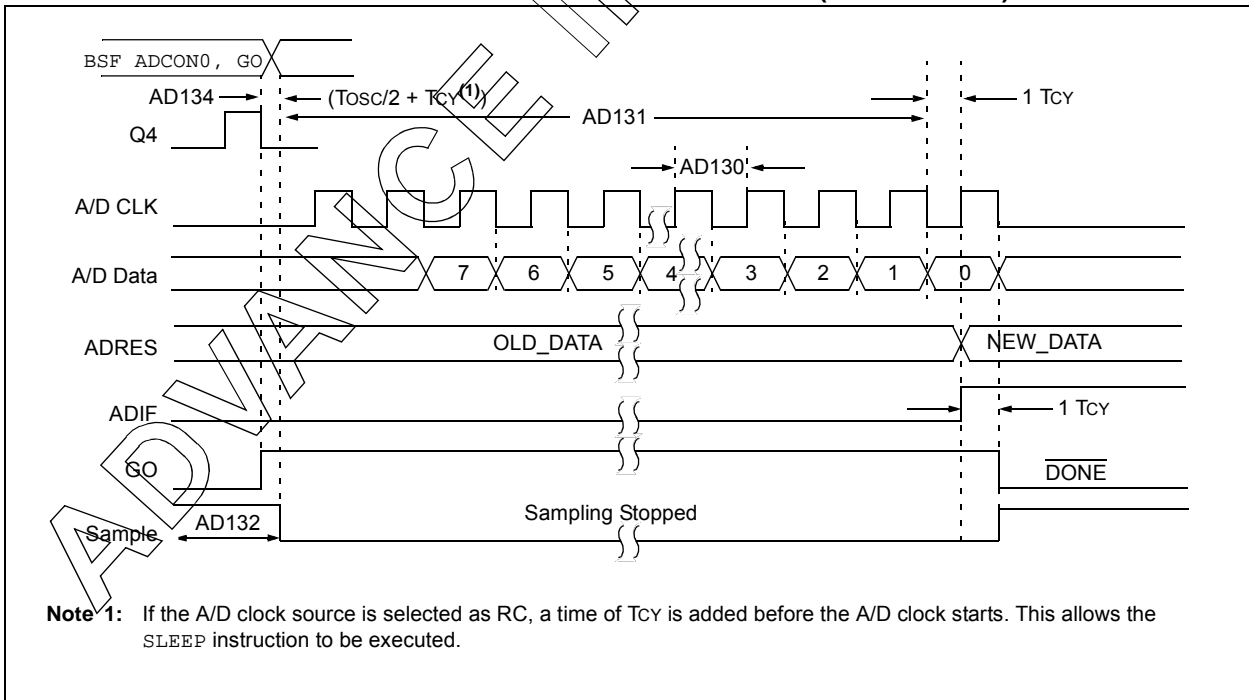 BSF ADCON0, GO
AD134
(TOSC/2 + TCY(1))
1 TCY
AD131
Q4
AD130
A/D CLK
A/D Data
7 6 5 4 3 2 1 0
ADRES
OLD_DATA
NEW_DATA
ADIF
1 TCY
GO
DONE
Sample
AD132
Sampling Stopped
Note 1: If the A/D clock source is selected as RC, a time of TCY is added before the A/D clock starts. This allows the
SLEEP instruction to be executed.
ADVANCE